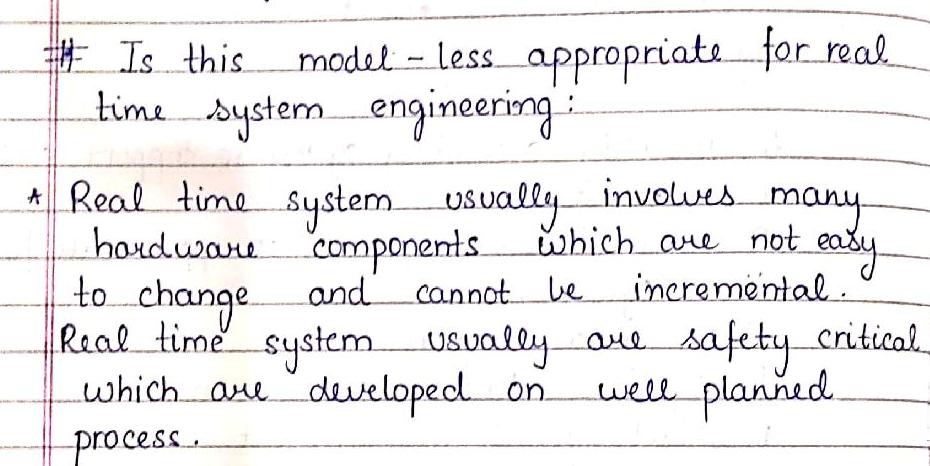 # Is this model - less appropriate for real
time system engineering :
* Real time system usually involves many
hardware components which are not easy
to change and cannot be incremental.
Real time system usually are safety critical
which are developed on well planned
process.